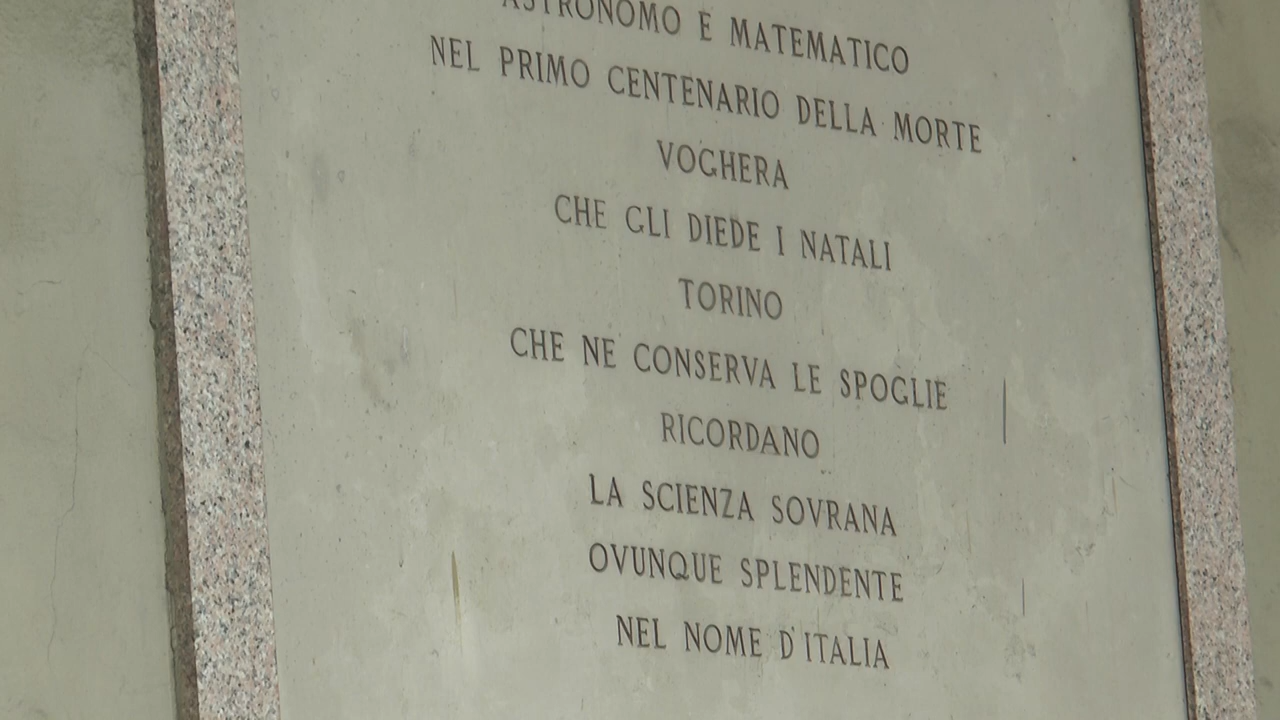 ASTRONOMO E MATEMATICO
NEL PRIMO CENTENARIO DELLA MORTE
VOGHERA
CHE GLI DIEDE I NATALI
TORINO
CHE NE CONSERVA LE SPOGLIE
RICORDANO
LA SCIENZA SOVRANA
OVUNQUE SPLENDENTE
NEL NOME D'ITALIA